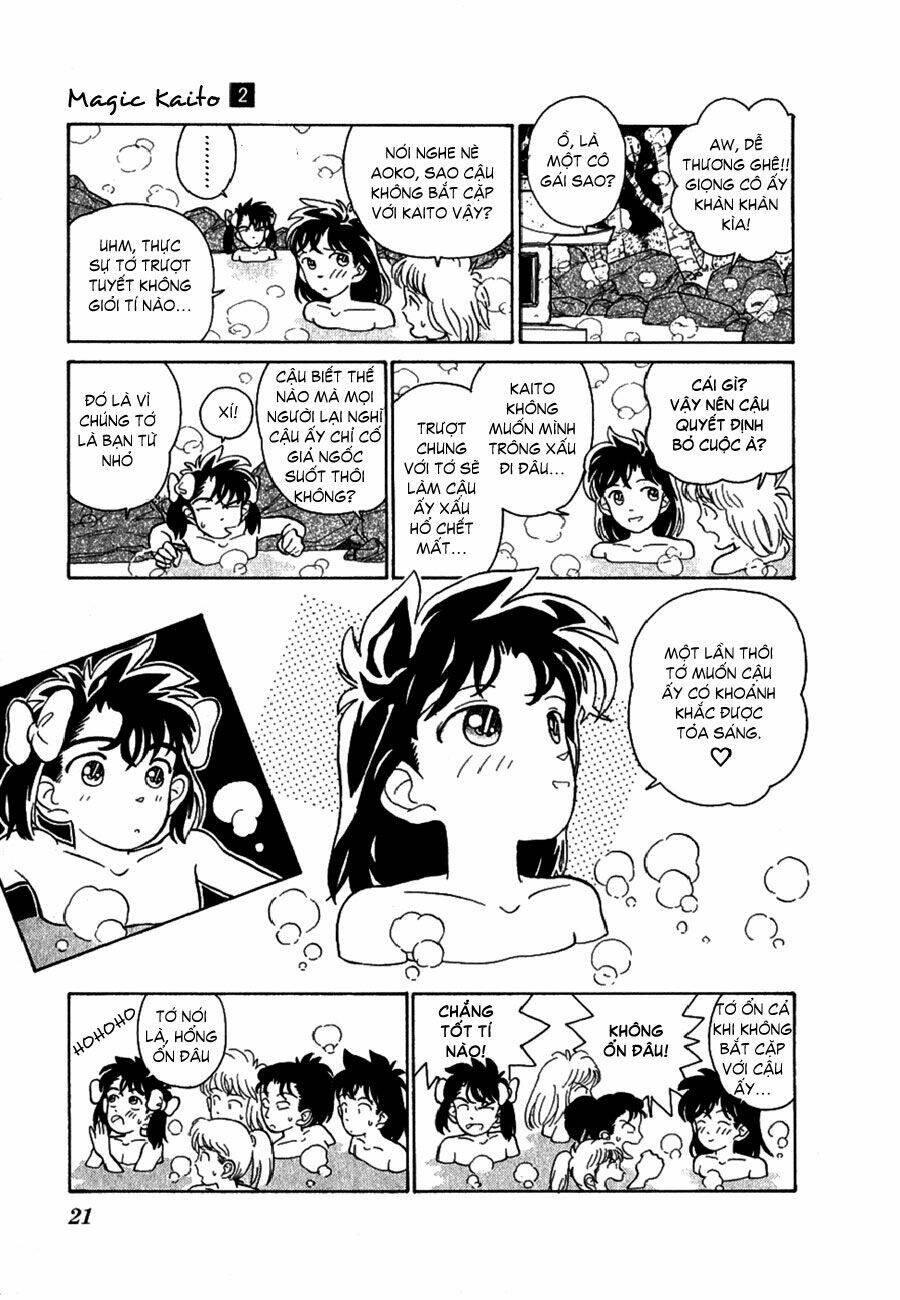 Magic Kaito 2
AW, DỄ
THƯƠNG GHÊ!!
GIỌNG CÔ ẤY
KHÀN KHÀN
KÌA!
Ồ, LÀ
MỘT CÔ
GÁI SAO?
NÓI NGHE NÈ
AOKO, SAO CẬU
KHÔNG BẮT CẶP
VỚI KAITO VẬY?
........
UHM, THỰC
SỰ TỚ TRƯỢT
TUYẾT KHÔNG
GIỎI TÍ NÀO...
CÁI GÌ?
VẬY NÊN CẬU
QUYẾT ĐỊNH
BỎ CUỘC À?
KAITO
KHÔNG
MUỐN MÌNH
TRÔNG XẤU
ĐI ĐÂU...
TRƯỢT
CHUNG
VỚI TỚ SẼ
LÀM CẬU
ẤY XẤU
HỔ CHẾT
MẤT...
CẬU BIẾT THẾ
NÀO MÀ MỌI
NGƯỜI LẠI NGHĨ
CẬU ẤY CHỈ CỐ
GIẢ NGỐC
SUỐT THÔI
KHÔNG?
XÍ!
ĐÓ LÀ VÌ
CHÚNG TỚ
LÀ BẠN TỪ
NHỎ
MỘT LẦN THÔI
TỚ MUỐN CẬU
ẤY CÓ KHOẢNH
KHẮC ĐƯỢC
TỎA SÁNG.
♡
TỚ ỔN CẢ
KHI KHÔNG
BẮT CẶP
VỚI CẬU
ẤY...
KHÔNG
ỔN ĐÂU!
CHẲNG
TỐT TÍ
NÀO!
TỚ NÓI
LÀ, HỔNG
ỔN ĐÂU
HOHOHO
21